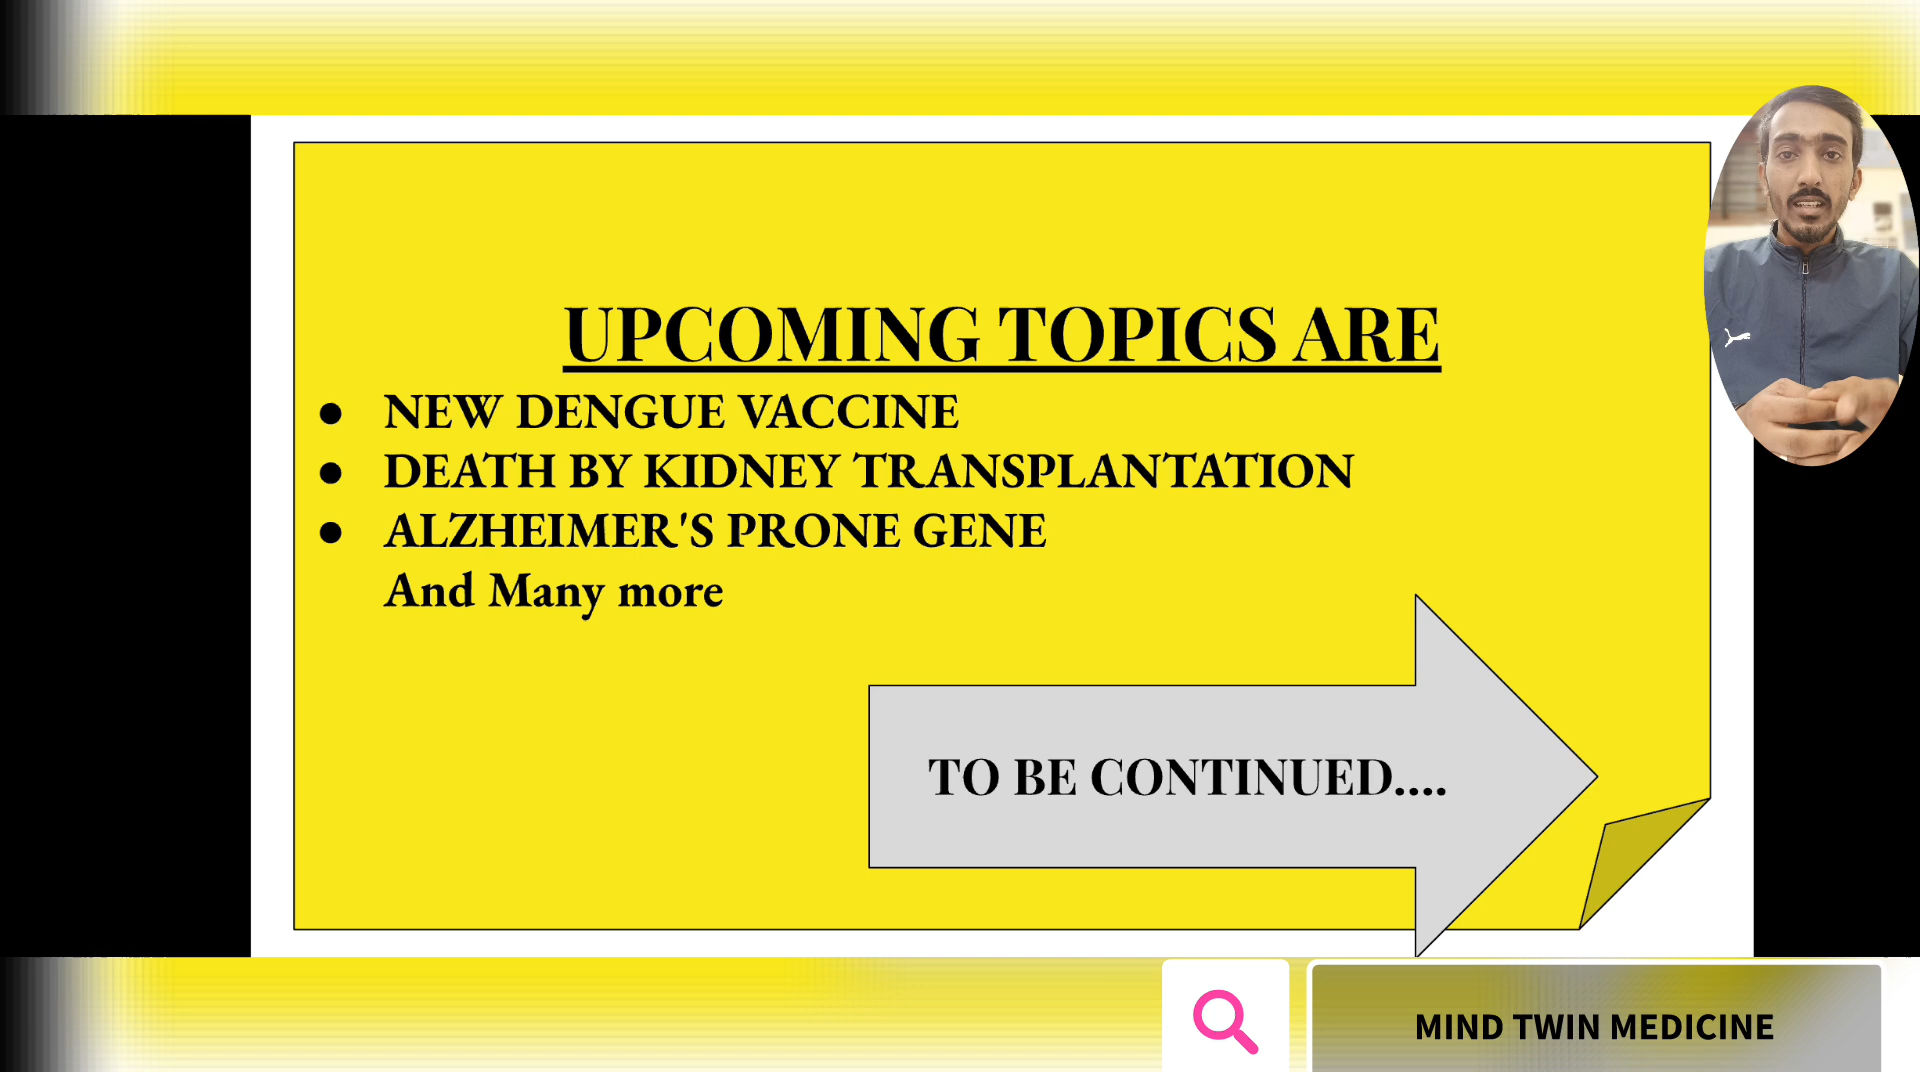 UPCOMING TOPICS ARE
● NEW DENGUE VACCINE
● DEATH BY KIDNEY TRANSPLANTATION
● ALZHEIMER'S PRONE GENE
And Many more
TO BE CONTINUED....
MIND TWIN MEDICINE